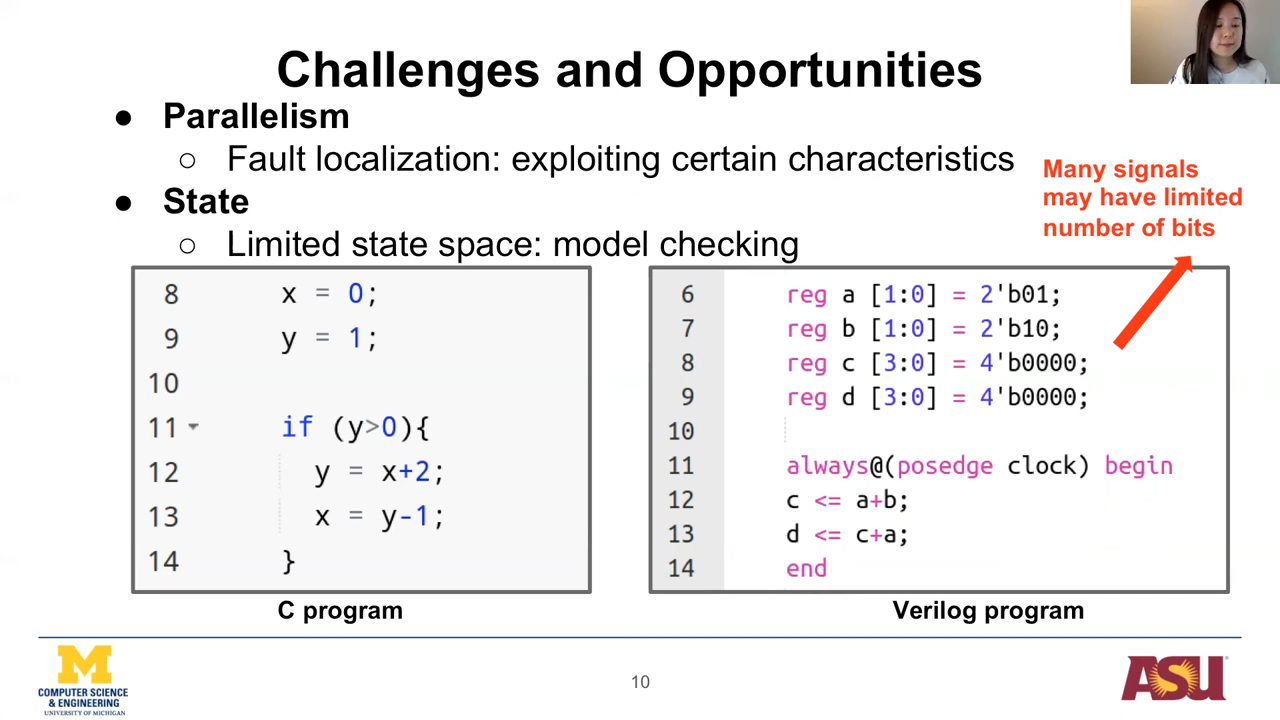 Challenges and Opportunities
● Parallelism
○ Fault localization: exploiting certain characteristics
● State
○ Limited state space: model checking
Many signals
may have limited
number of bits
8 x = 0;
9 y = 1;
10
11 if (y>0){
12 y = x+2;
13 x = y-1;
14 }
C program
6 reg a [1:0] = 2'b01;
7 reg b [1:0] = 2'b10;
8 reg c [3:0] = 4'b0000;
9 reg d [3:0] = 4'b0000;
10
11 always@(posedge clock) begin
12 c <= a+b;
13 d <= c+a;
14 end
Verilog program
M
COMPUTER SCIENCE
& ENGINEERING
UNIVERSITY OF MICHIGAN
10
ASU